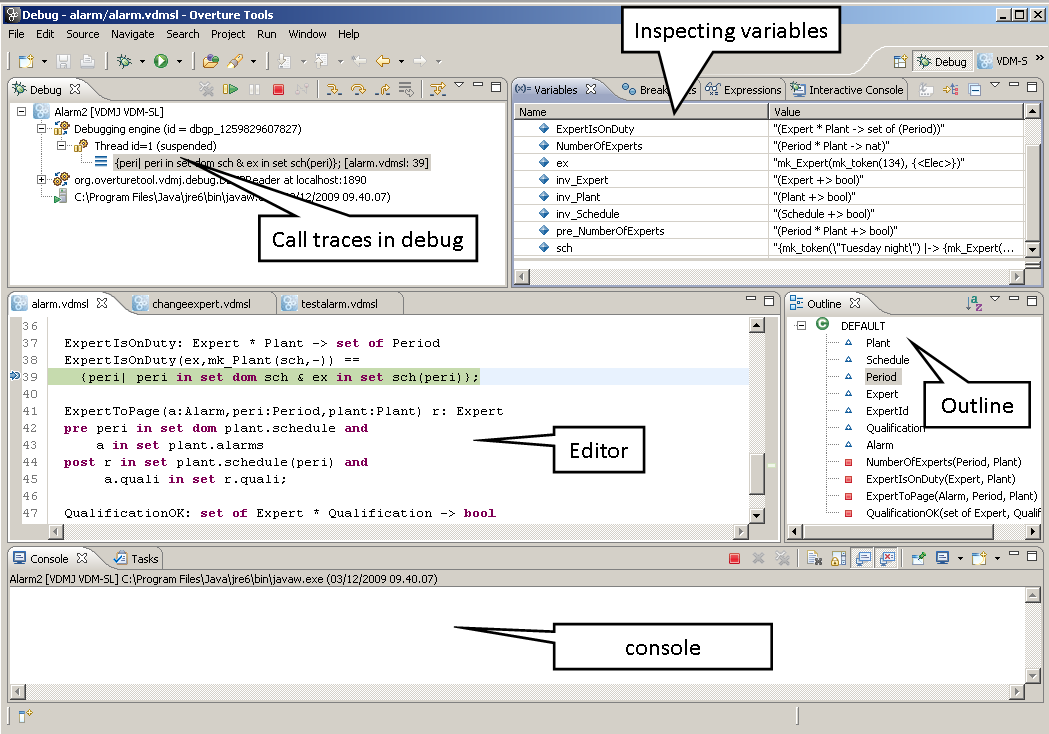 Debug - alarm/alarm.vdmsl - Overture Tools
File Edit Source Navigate Search Project Run Window Help
Debug VDM-S »
Inspecting variables
Debug
Alarm2 [VDMJ VDM-SL]
Debugging engine (id = dbgp_1259829607827)
Thread id=1 (suspended)
{peri| peri in set dom sch & ex in set sch(peri)}; [alarm.vdmsl: 39]
org.overturetool.vdmj.debug. Reader at localhost:1890
C:\Program Files\Java\jre6\bin\javaw. /12/2009 09.40.07)
Call traces in debug
(x)= Variables Expressions Interactive Console
Name Value
ExpertIsOnDuty "(Expert * Plant -> set of (Period))"
NumberOfExperts "(Period * Plant -> nat)"
ex "mk_Expert(mk_token(134), {<Elec>})"
inv_Expert "(Expert +> bool)"
inv_Plant "(Plant +> bool)"
inv_Schedule "(Schedule +> bool)"
pre_NumberOfExperts "(Period * Plant +> bool)"
sch "{mk_token(\"Tuesday night\") |-> {mk_Expert(...
alarm.vdmsl changeexpert.vdmsl testalarm.vdmsl
36
37 ExpertIsOnDuty: Expert * Plant -> set of Period
38 ExpertIsOnDuty(ex,mk_Plant(sch,-)) ==
39 {peri| peri in set dom sch & ex in set sch(peri)};
40
41 ExpertToPage(a:Alarm,peri:Period,plant:Plant) r: Expert
42 pre peri in set dom plant.schedule and
43 a in set plant.alarms
44 post r in set plant.schedule(peri) and
45 a.quali in set r.quali;
46
47 QualificationOK: set of Expert * Qualification -> bool
Editor
Outline
DEFAULT
Plant
Schedule
Period
Expert
ExpertId
Qualification
Alarm
NumberOfExperts(Period, Plant)
ExpertIsOnDuty(Expert, Plant)
ExpertToPage(Alarm, Period, Plant)
QualificationOK(set of Expert, Qualif
Outline
Console Tasks
Alarm2 [VDMJ VDM-SL] C:\Program Files\Java\jre6\bin\javaw.exe (03/12/2009 09.40.07)
console